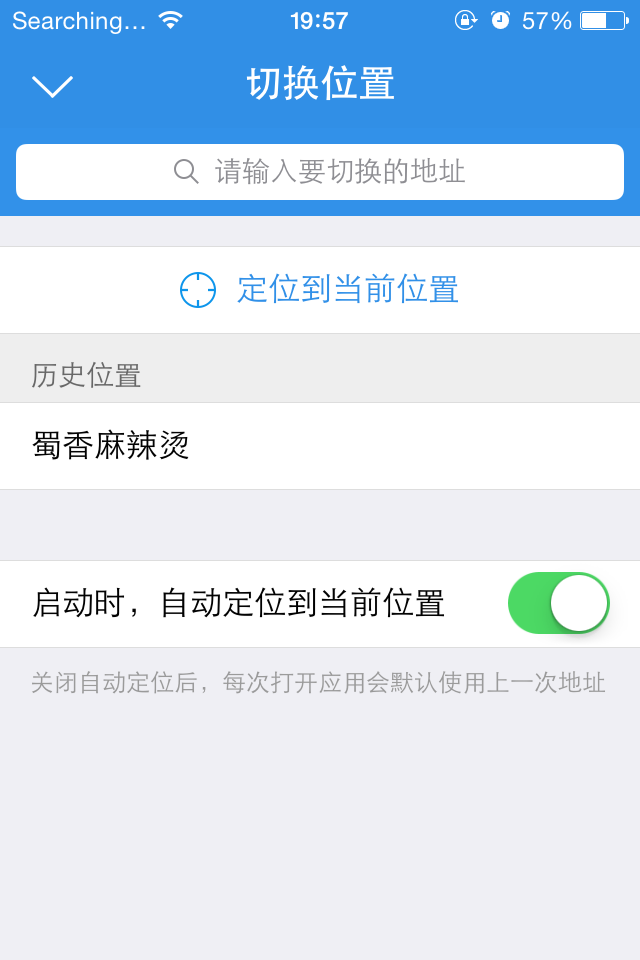 Searching... 19:57 57%
切换位置
请输入要切换的地址
定位到当前位置
历史位置
蜀香麻辣烫
启动时，自动定位到当前位置
关闭自动定位后，每次打开应用会默认使用上一次地址